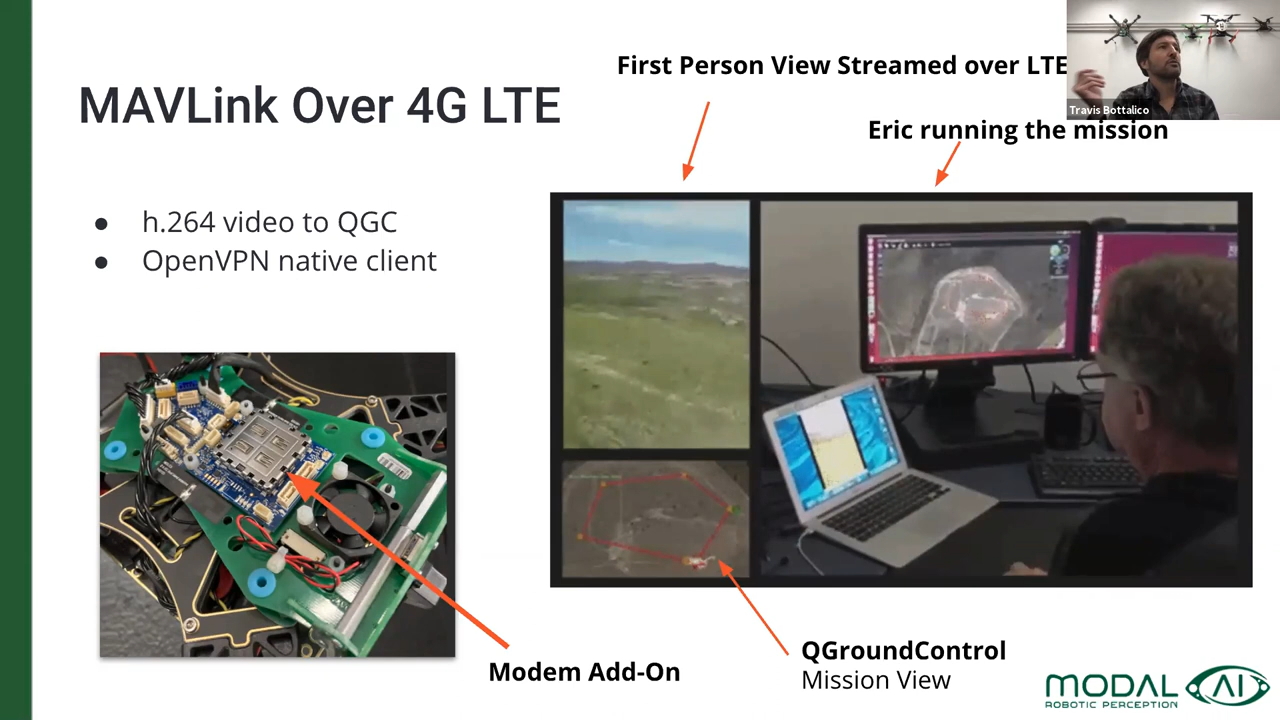 First Person View Streamed over LTE
Travis Bottalico
MAVLink Over 4G LTE
Eric running the mission
● h.264 video to QGC
● OpenVPN native client
Modem Add-On
QGroundControl
Mission View
MODAL AI
ROBOTIC PERCEPTION